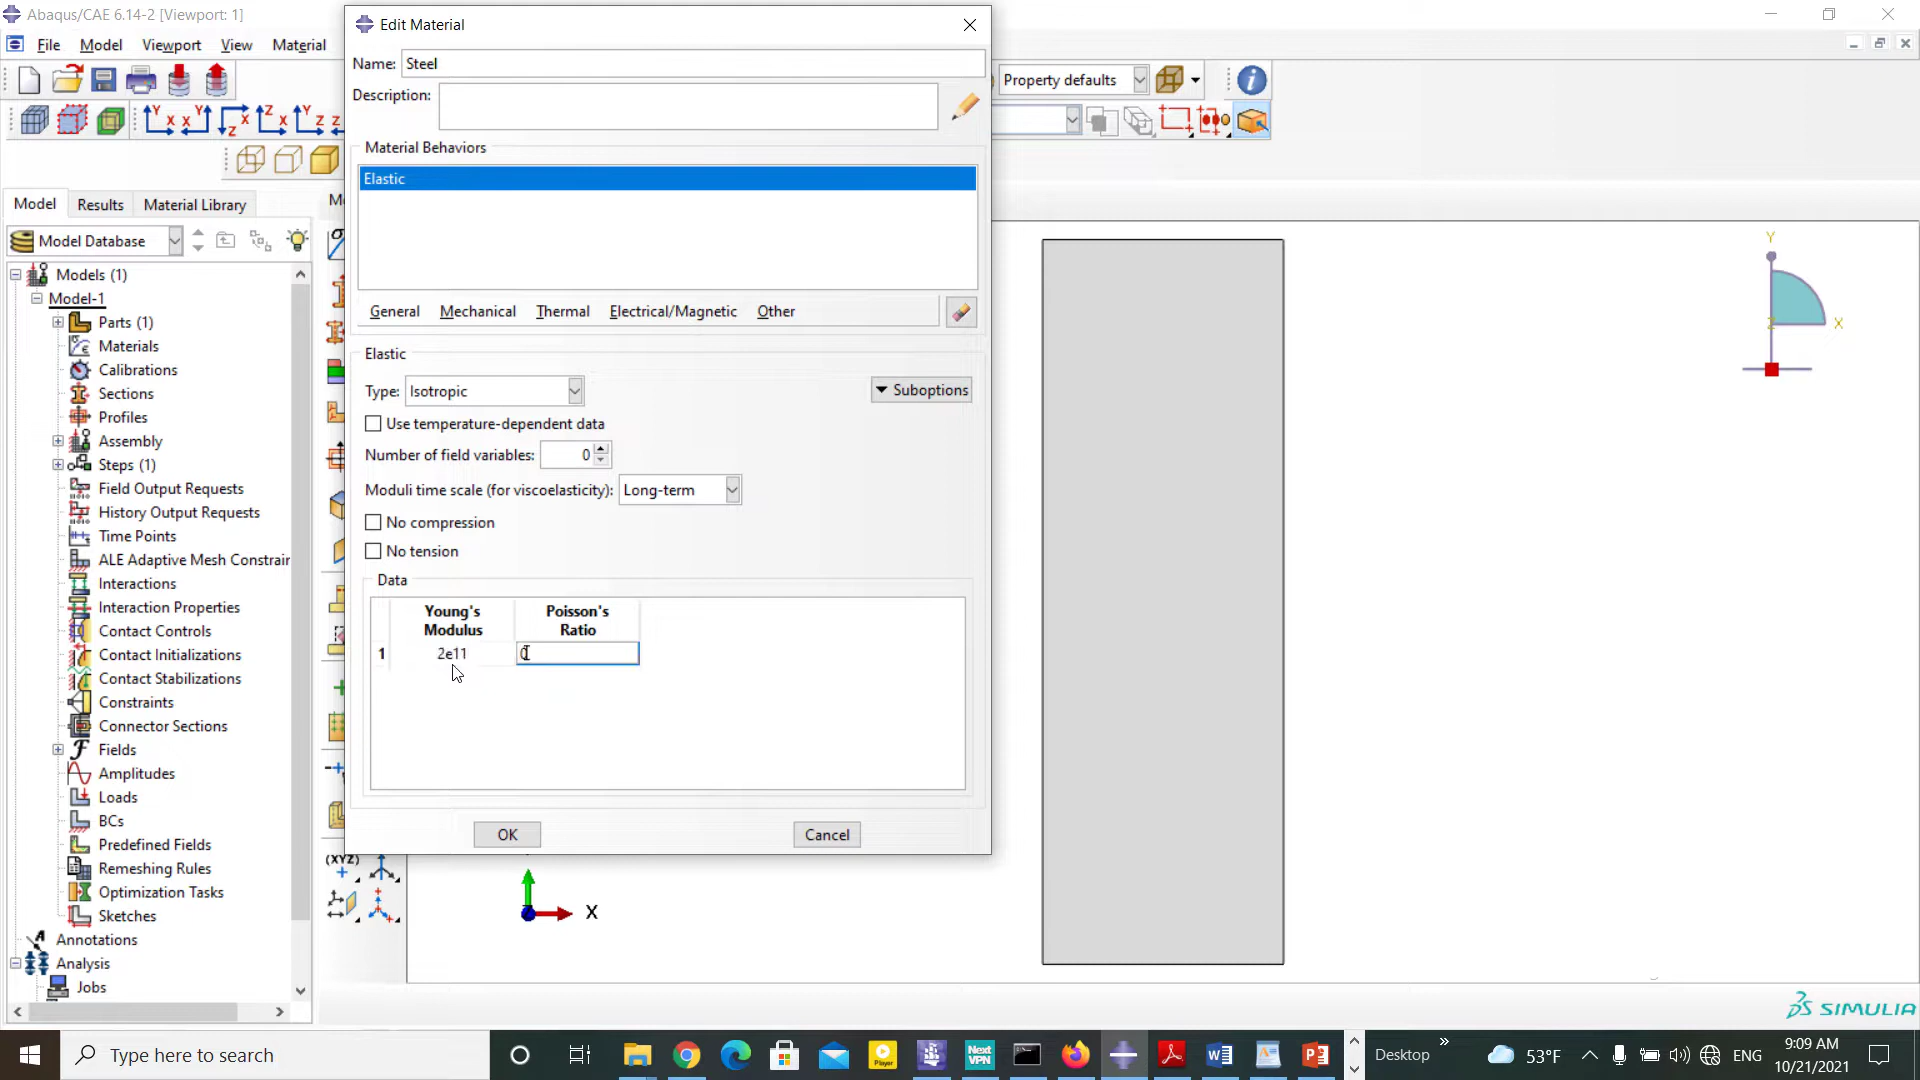 Abaqus/CAE 6.14-2 [Viewport: 1]
File Model Viewport View Material
Edit Material
Name: Steel
Description:
Material Behaviors
Elastic
General Mechanical Thermal Electrical/Magnetic Other
Elastic
Type: Isotropic
Suboptions
Use temperature-dependent data
Number of field variables: 0
Moduli time scale (for viscoelasticity): Long-term
No compression
No tension
Data
Young's Modulus
Poisson's Ratio
1 2e11 0
OK Cancel
Property defaults
Model Results Material Library
Model Database
Models (1)
Model-1
Parts (1)
Materials
Calibrations
Sections
Profiles
Assembly
Steps (1)
Field Output Requests
History Output Requests
Time Points
ALE Adaptive Mesh Constrair
Interactions
Interaction Properties
Contact Controls
Contact Initializations
Contact Stabilizations
Constraints
Connector Sections
Fields
Amplitudes
Loads
BCs
Predefined Fields
Remeshing Rules
Optimization Tasks
Sketches
Annotations
Analysis
Jobs
(XYZ)
X
Y
Z
X
SIMULIA
Type here to search
Next VPN
Player
Desktop
53°F
ENG
9:09 AM
10/21/2021